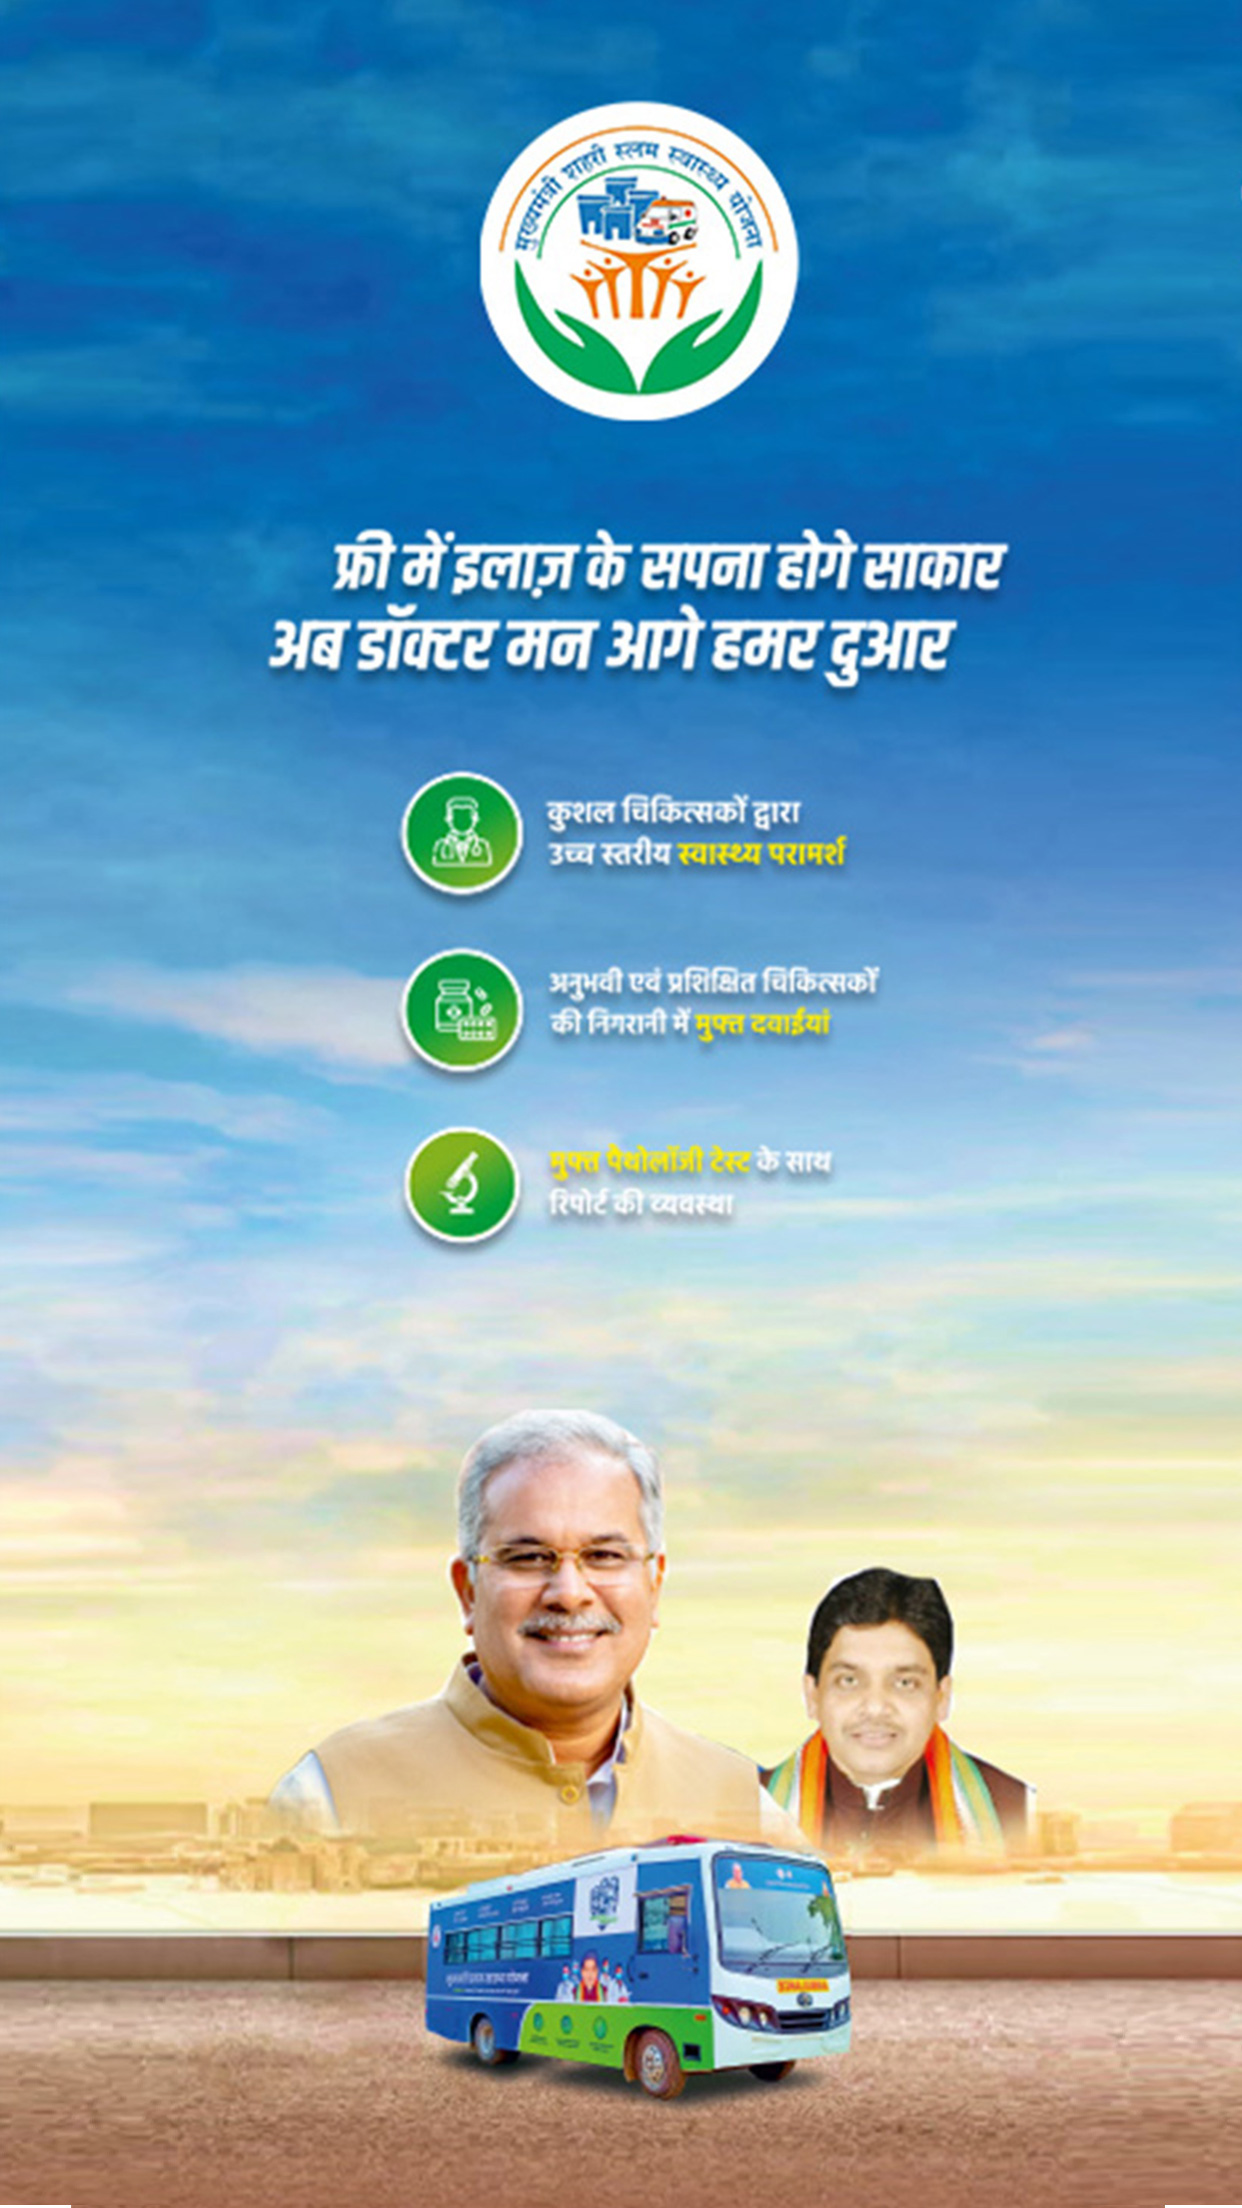 मुख्यमंत्री शहरी स्लम स्वास्थ्य योजना
फ्री में इलाज़ के सपना होगे साकार
अब डॉक्टर मन आगे हमर दुआर
कुशल चिकित्सकों द्वारा
उच्च स्तरीय स्वास्थ्य परामर्श
अनुभवी एवं प्रशिक्षित चिकित्सकों
की निगरानी में मुफ्त दवाईयां
मुफ्त पैथोलॉजी टेस्ट के साथ
रिपोर्ट की व्यवस्था